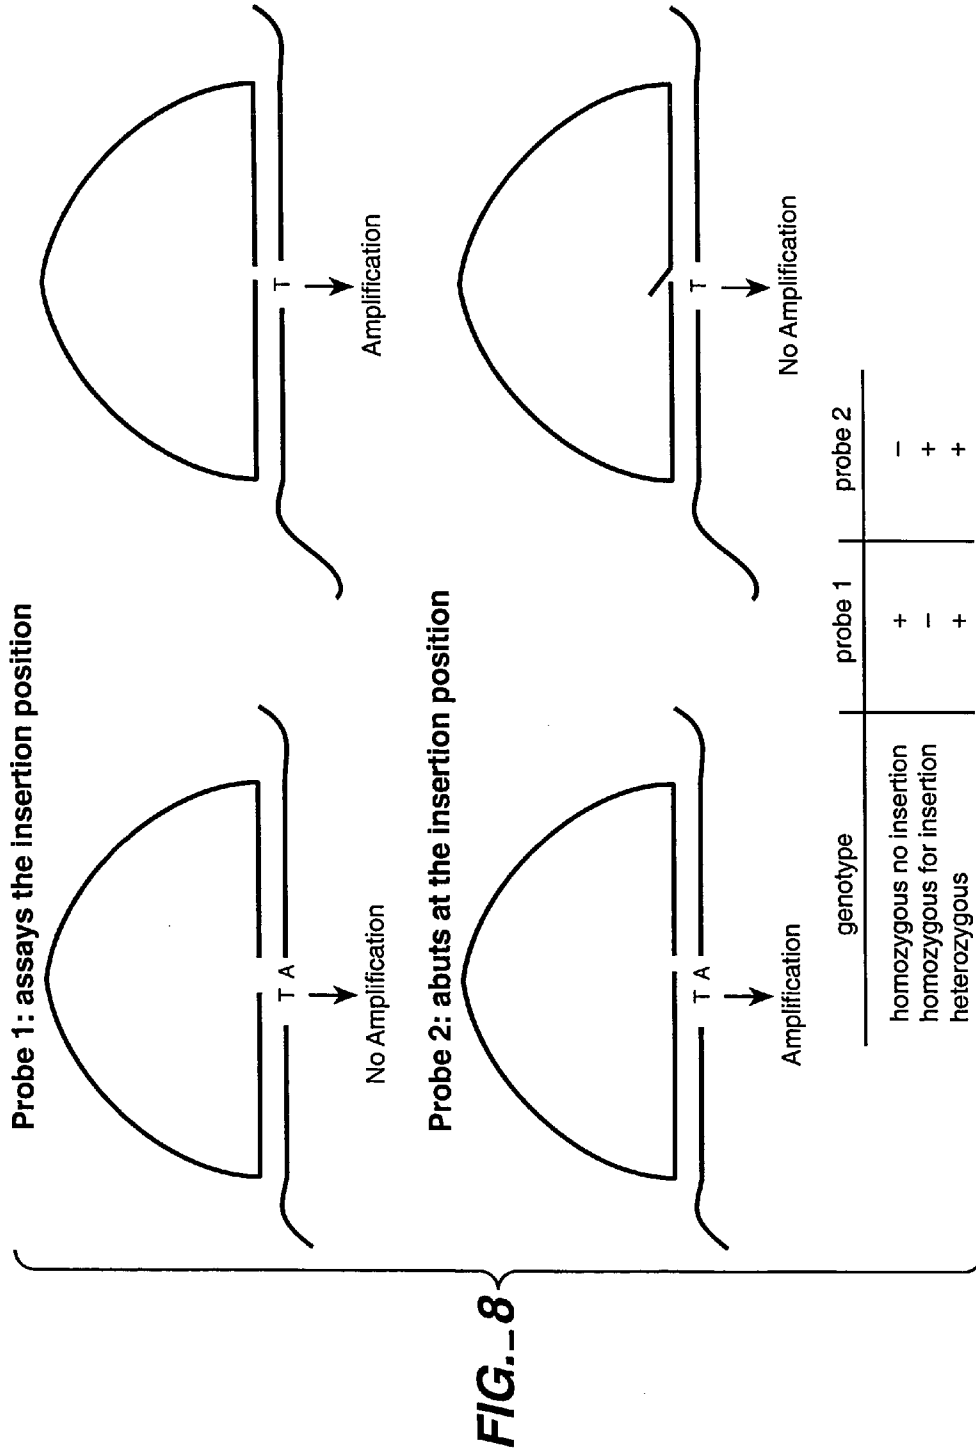 Probe 1: assays the insertion position
T A
No Amplification
T
Amplification
Probe 2: abuts at the insertion position
T A
Amplification
T
No Amplification
genotype probe 1 probe 2
homozygous no insertion + –
homozygous for insertion – +
heterozygous + +
FIG._8